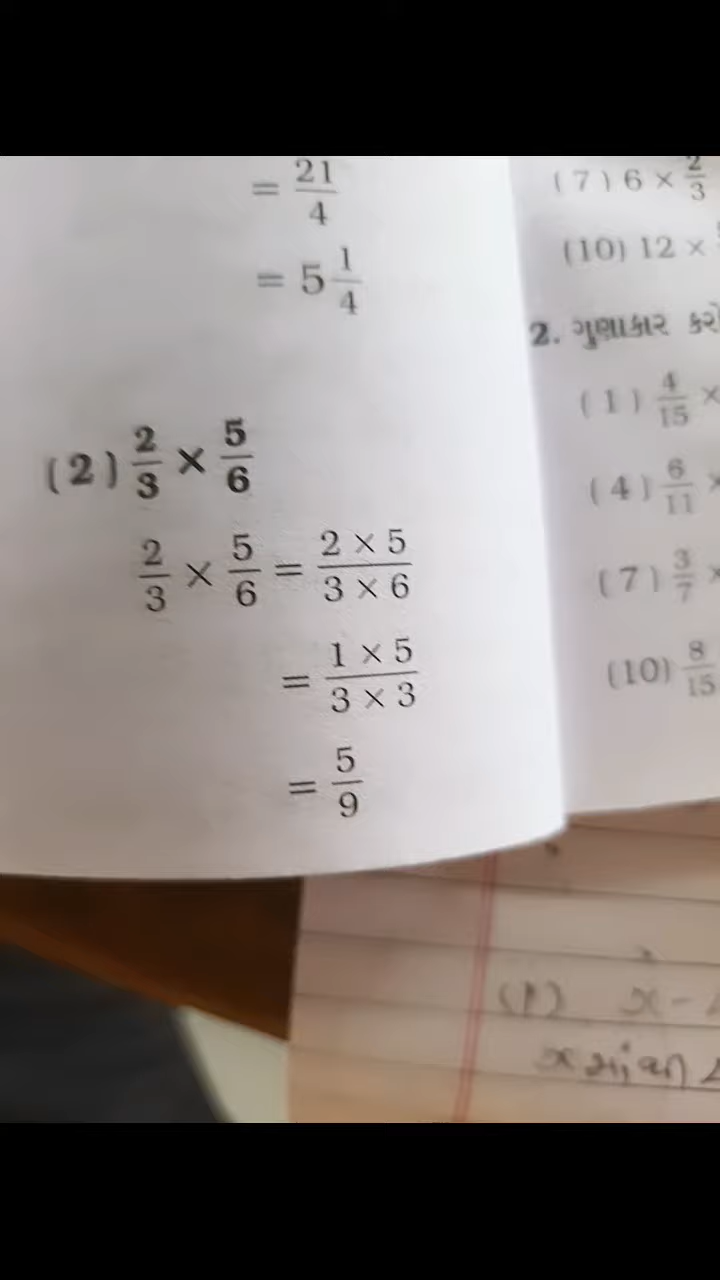 = 21/4
= 5 1/4
(2) 2/3 × 5/6
2/3 × 5/6 = 2 × 5/3 × 6
= 1 × 5/3 × 3
= 5/9
(7) 6 × 2/3
(10) 12 ×
2. ગુણાકાર કરો
(1) 4/15 ×
(4) 6/11 ×
(7) 3/7 ×
(10) 8/15
(1) x -